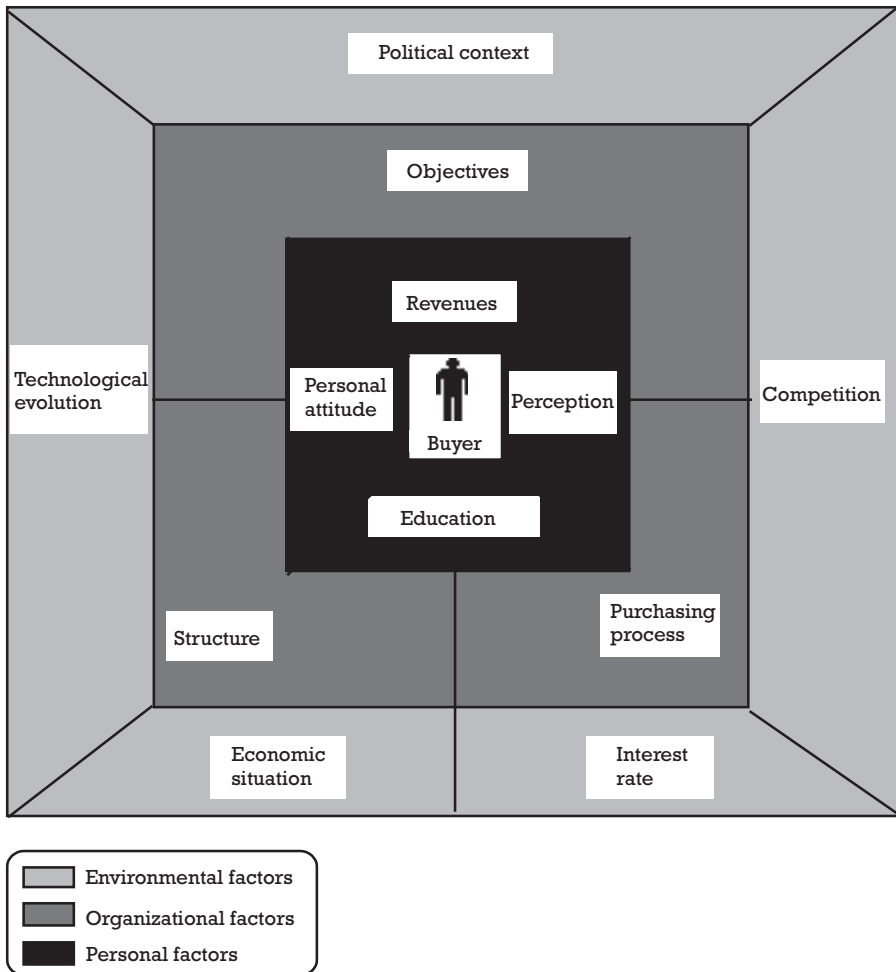 Political context
Objectives
Revenues
Technological
evolution
Personal
attitude
Buyer
Perception
Competition
Education
Structure
Purchasing
process
Economic
situation
Interest
rate
Environmental factors
Organizational factors
Personal factors